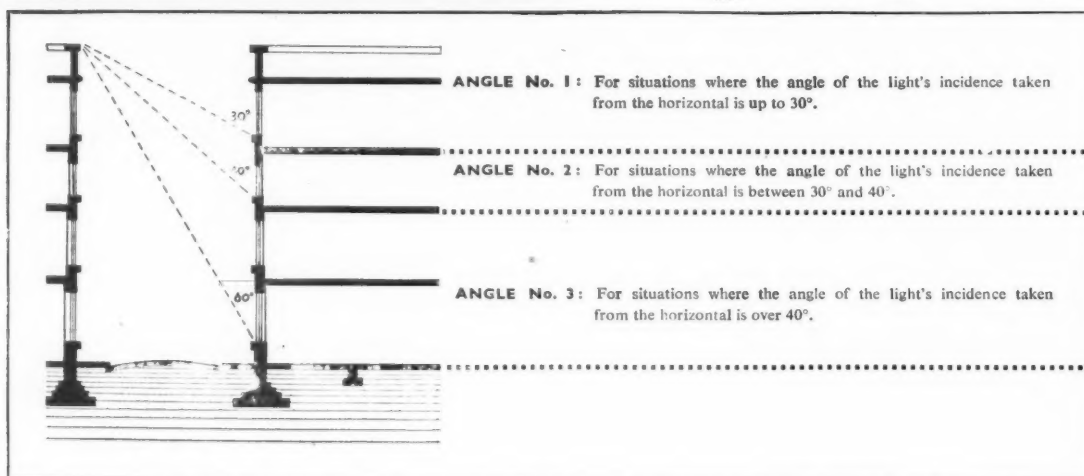 ANGLE No. 1: For situations where the angle of the light's incidence taken
from the horizontal is up to 30°.
30°
ANGLE No. 2: For situations where the angle of the light's incidence taken
from the horizontal is between 30° and 40°.
ANGLE No. 3: For situations where the angle of the light's incidence taken
from the horizontal is over 40°.
60°